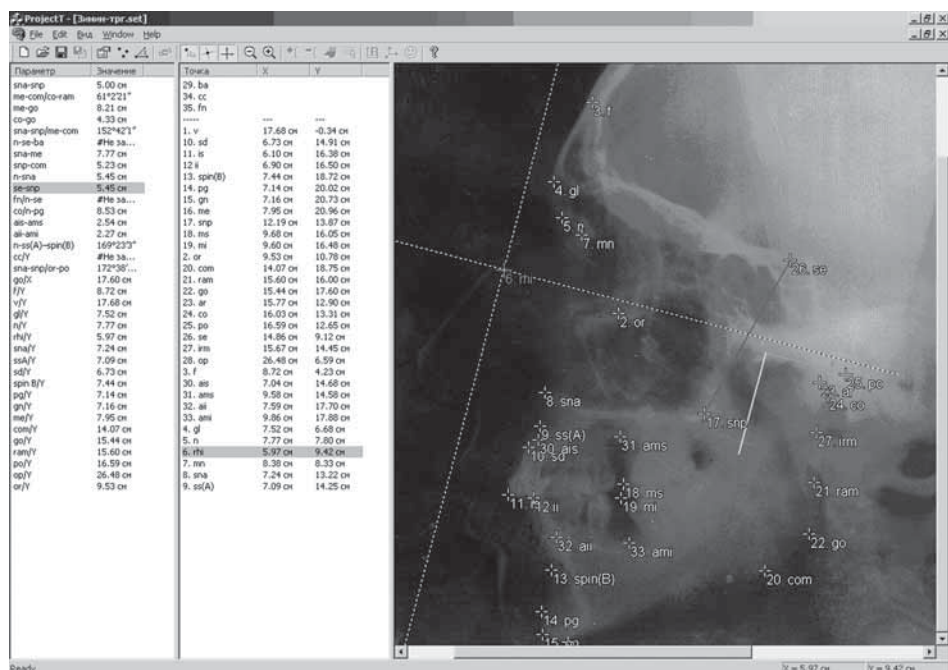 ProjectT - [Зинин-трг.set]
File Edit Вид Window Help
Параметр Значение
sna-snp 5.00 см
me-com/co-ram 61°2'21"
me-go 8.21 см
co-go 4.33 см
sna-snp/me-com 152°42'1"
n-se-ba #Не за...
sna-me 7.77 см
snp-com 5.23 см
n-sna 5.45 см
se-snp 5.45 см
fn/n-se #Не за...
co/n-pg 8.53 см
ais-ams 2.54 см
aii-ami 2.27 см
n-ss(A)-spin(B) 169°23'3"
cc/Y #Не за...
sna-snp/or-po 172°38'...
go/X 17.60 см
f/Y 8.72 см
v/Y 17.68 см
gl/Y 7.52 см
n/Y 7.77 см
rhi/Y 5.97 см
sna/Y 7.24 см
ssA/Y 7.09 см
sd/Y 6.73 см
spin B/Y 7.44 см
pg/Y 7.14 см
gn/Y 7.16 см
me/Y 7.95 см
com/Y 14.07 см
go/Y 15.44 см
ram/Y 15.60 см
po/Y 16.59 см
op/Y 26.48 см
or/Y 9.53 см
Точка X Y
29. ba
34. cc
35. fn
----- --- ---
1. v 17.68 см -0.34 см
10. sd 6.73 см 14.91 см
11. is 6.10 см 16.38 см
12 ii 6.90 см 16.50 см
13. spin(B) 7.44 см 18.72 см
14. pg 7.14 см 20.02 см
15. gn 7.16 см 20.73 см
16. me 7.95 см 20.96 см
17. snp 12.19 см 13.87 см
18. ms 9.68 см 16.05 см
19. mi 9.60 см 16.48 см
2. or 9.53 см 10.78 см
20. com 14.07 см 18.75 см
21. ram 15.60 см 16.00 см
22. go 15.44 см 17.60 см
23. ar 15.77 см 12.90 см
24. co 16.03 см 13.31 см
25. po 16.59 см 12.65 см
26. se 14.86 см 9.12 см
27. irm 15.67 см 14.45 см
28. op 26.48 см 6.59 см
3. f 8.72 см 4.23 см
30. ais 7.04 см 14.68 см
31. ams 9.58 см 14.58 см
32. aii 7.59 см 17.70 см
33. ami 9.86 см 17.88 см
4. gl 7.52 см 6.68 см
5. n 7.77 см 7.80 см
6. rhi 5.97 см 9.42 см
7. mn 8.38 см 8.33 см
8. sna 7.24 см 13.22 см
9. ss(A) 7.09 см 14.25 см
3. f
4. gl
5. n
7. mn
26. se
6. rhi
2. or
25. po
23. ar
24. co
8. sna
17. snp
27. irm
9. ss(A)
31. ams
30. ais
10. sd
18. ms
21. ram
11.
12 ii
19. mi
22. go
32. aii
33. ami
13. spin(B)
20. com
14. pg
15. gn
Ready X = 5.97 см Y = 9.42 см